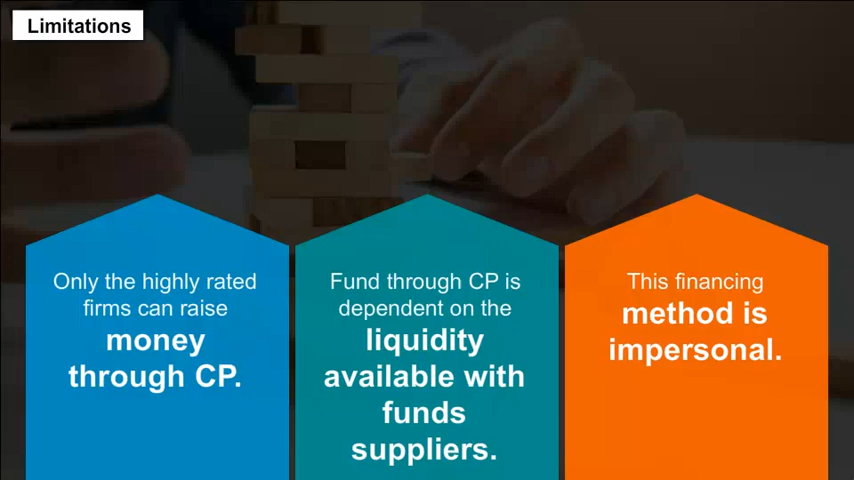 Limitations
Only the highly rated
firms can raise
money
through CP.
Fund through CP is
dependent on the
liquidity
available with
funds
suppliers.
This financing
method is
impersonal.